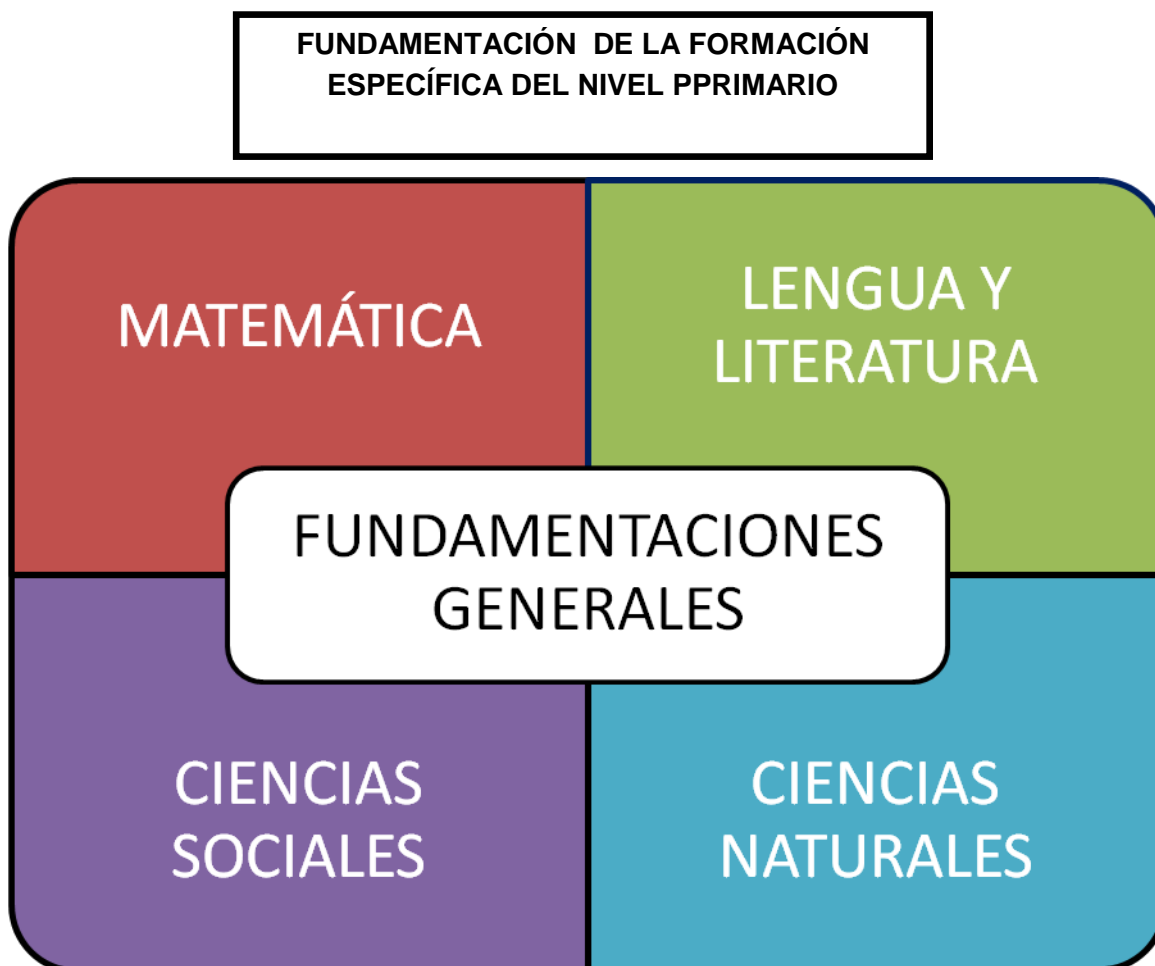 FUNDAMENTACIÓN DE LA FORMACIÓN
ESPECÍFICA DEL NIVEL PPRIMARIO
MATEMÁTICA
LENGUA Y
LITERATURA
FUNDAMENTACIONES
GENERALES
CIENCIAS
SOCIALES
CIENCIAS
NATURALES